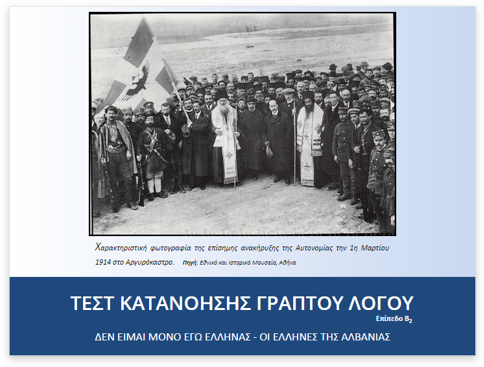 Χαρακτηριστική φωτογραφία της επίσημης ανακήρυξης της Αυτονομίας την 1η Μαρτίου
1914 στο Αργυρόκαστρο. Πηγή: Εθνικό και Ιστορικό Μουσείο, Αθήνα
ΤΕΣΤ ΚΑΤΑΝΟΗΣΗΣ ΓΡΑΠΤΟΥ ΛΟΓΟΥ
Επίπεδο Β2
ΔΕΝ ΕΙΜΑΙ ΜΟΝΟ ΕΓΩ ΕΛΛΗΝΑΣ - ΟΙ ΕΛΛΗΝΕΣ ΤΗΣ ΑΛΒΑΝΙΑΣ